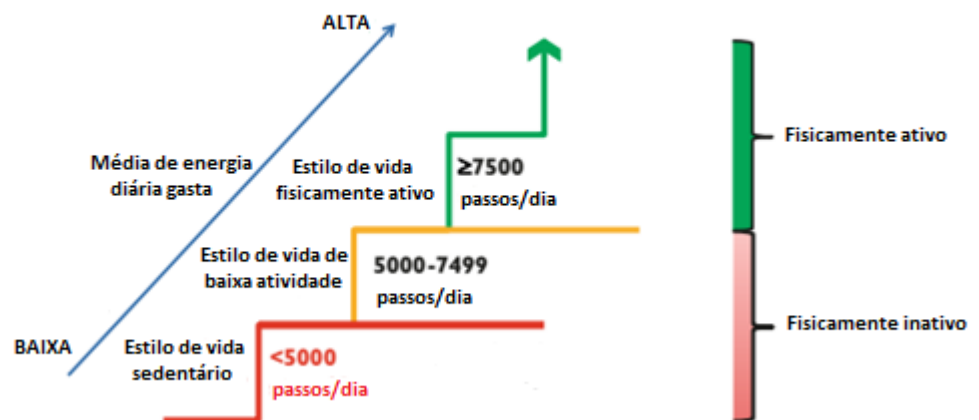 ALTA
Média de energia
diária gasta
Estilo de vida
fisicamente ativo
≥7500
passos/dia
Fisicamente ativo
Estilo de vida de
baixa atividade
5000-7499
passos/dia
BAIXA
Estilo de vida
sedentário
<5000
passos/dia
Fisicamente inativo